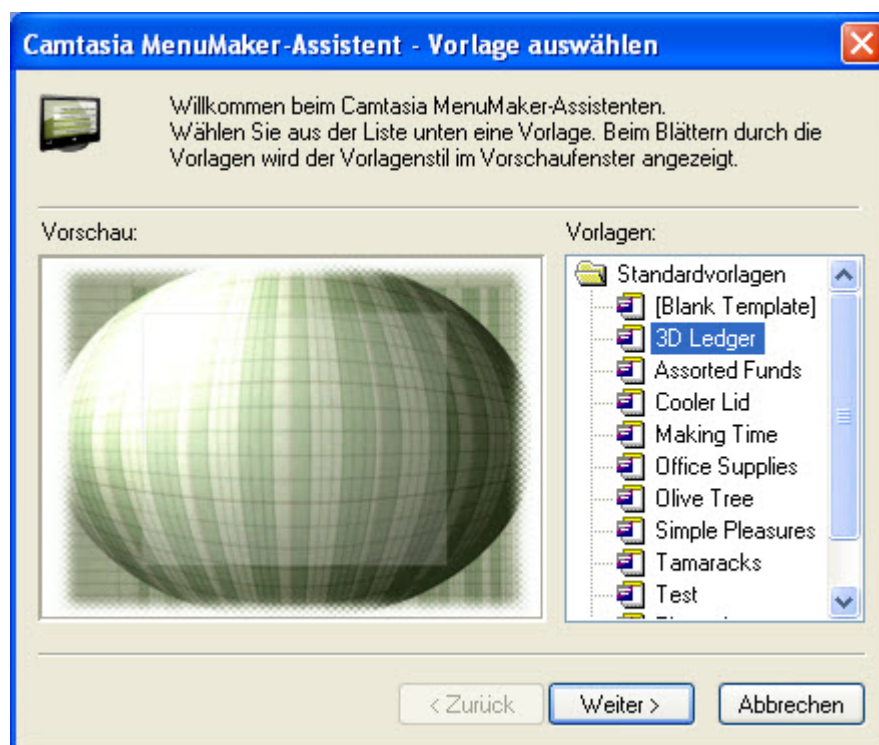 Camtasia MenuMaker-Assistent - Vorlage auswählen
Willkommen beim Camtasia MenuMaker-Assistenten.
Wählen Sie aus der Liste unten eine Vorlage. Beim Blättern durch die
Vorlagen wird der Vorlagenstil im Vorschaufenster angezeigt.
Vorschau:
Vorlagen:
Standardvorlagen
[Blank Template]
3D Ledger
Assorted Funds
Cooler Lid
Making Time
Office Supplies
Olive Tree
Simple Pleasures
Tamaracks
Test
< Zurück
Weiter >
Abbrechen